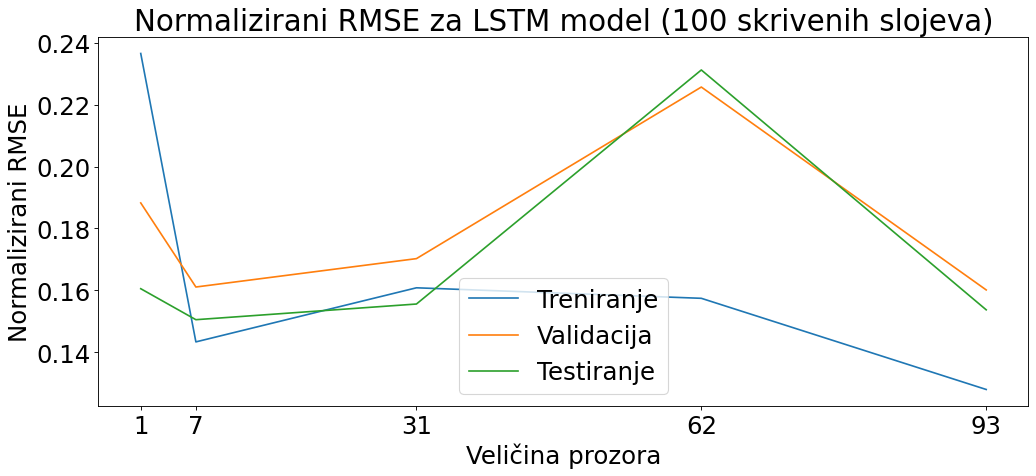 Normalizirani RMSE za LSTM model (100 skrivenih slojeva)
Normalizirani RMSE
0.24
0.22
0.20
0.18
0.16
0.14
Treniranje
Validacija
Testiranje
1 7 31 62 93
Veličina prozora